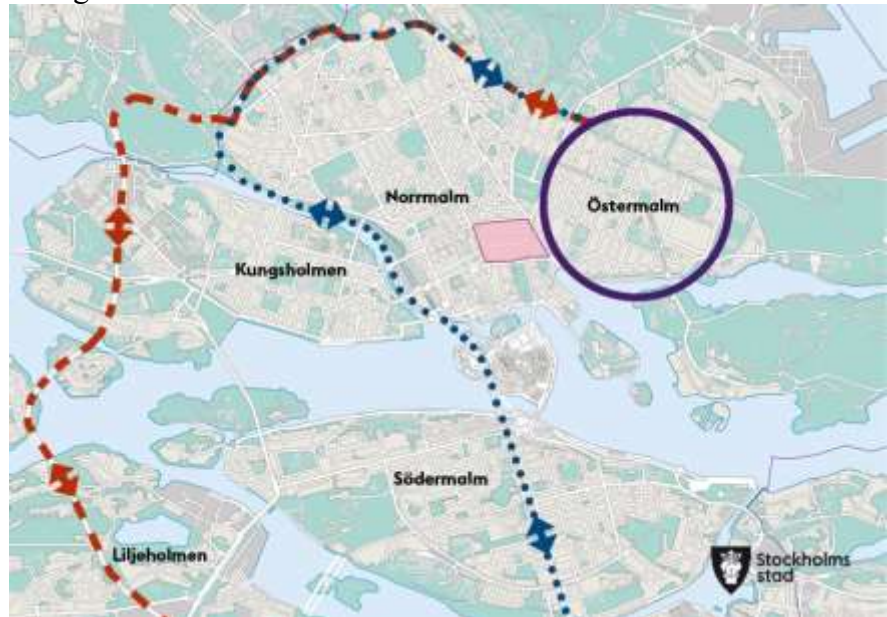 Norrmalm
Östermalm
Kungsholmen
Södermalm
Liljeholmen
Stockholms
stad